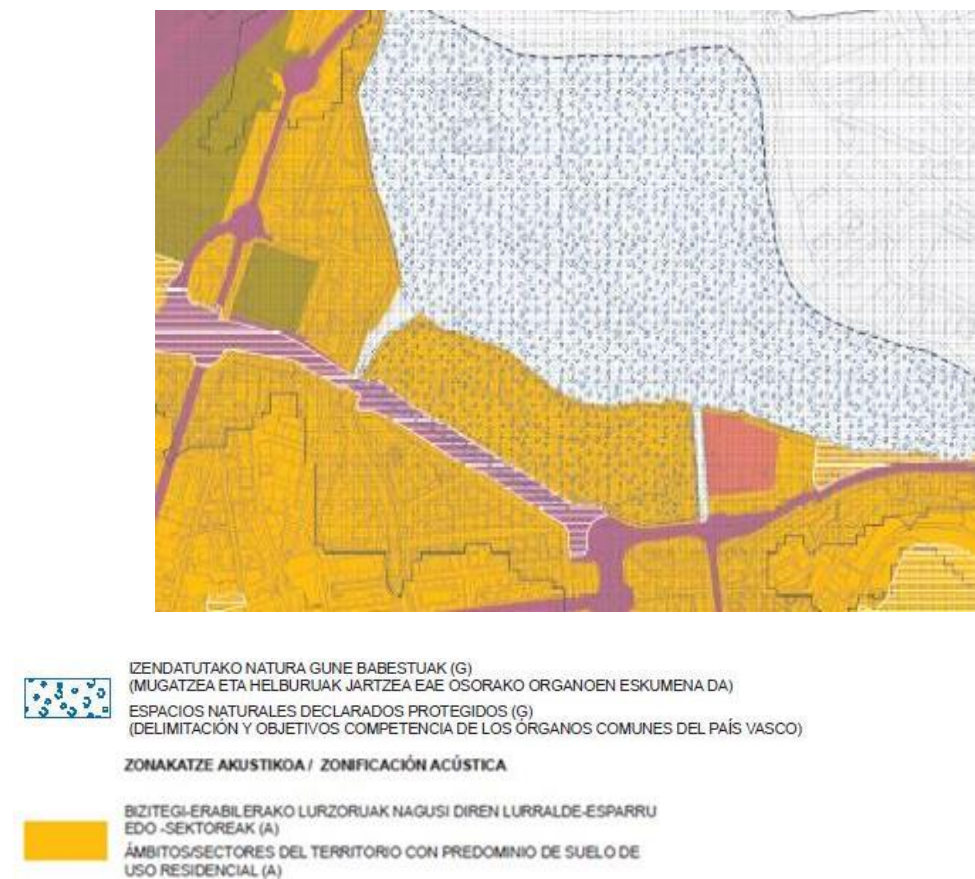 IZENDATUTAKO NATURA GUNE BABESTUAK (G)
(MUGATZEA ETA HELBURUAK JARTZEA EAE OSORAKO ORGANOEN ESKUMENA DA)
ESPACIOS NATURALES DECLARADOS PROTEGIDOS (G)
(DELIMITACIÓN Y OBJETIVOS COMPETENCIA DE LOS ÓRGANOS COMUNES DEL PAÍS VASCO)
ZONAKATZE AKUSTIKOA / ZONIFICACIÓN ACÚSTICA
BIZITEGI-ERABILERAKO LURZORUAK NAGUSI DIREN LURRALDE-ESPARRU
EDO -SEKTOREAK (A)
ÁMBITOS/SECTORES DEL TERRITORIO CON PREDOMINIO DE SUELO DE
USO RESIDENCIAL (A)